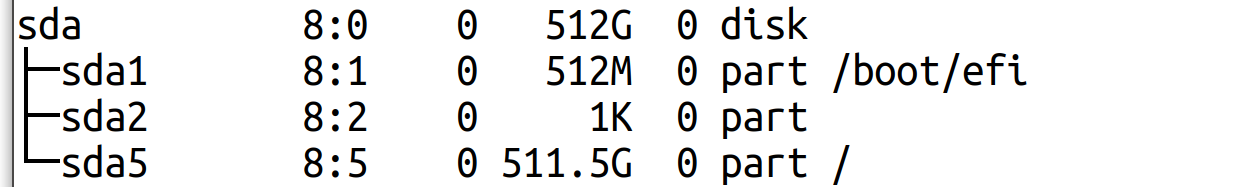 sda 8:0 0 512G 0 disk
├─sda1 8:1 0 512M 0 part /boot/efi
├─sda2 8:2 0 1K 0 part
└─sda5 8:5 0 511.5G 0 part /